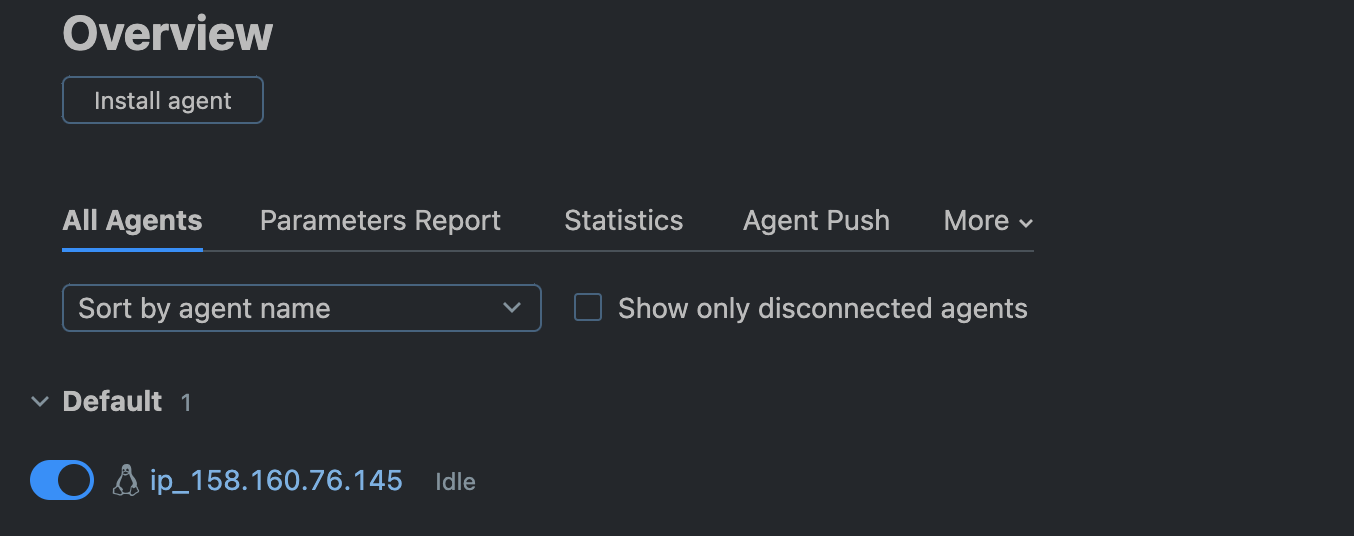 Overview
Install agent
All Agents Parameters Report Statistics Agent Push More
Sort by agent name Show only disconnected agents
Default 1
ip_158.160.76.145 Idle